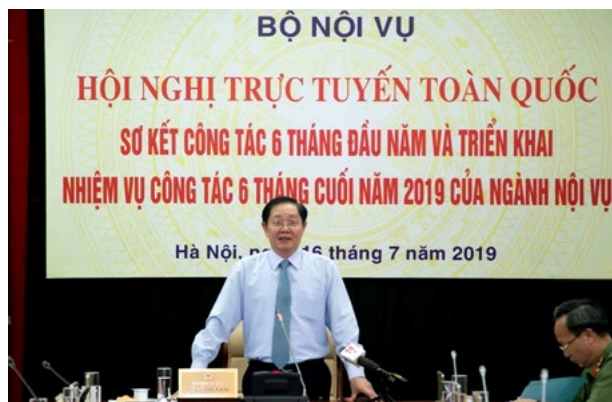 BỘ NỘI VỤ
HỘI NGHỊ TRỰC TUYẾN TOÀN QUỐC
SƠ KẾT CÔNG TÁC 6 THÁNG ĐẦU NĂM VÀ TRIỂN KHAI
NHIỆM VỤ CÔNG TÁC 6 THÁNG CUỐI NĂM 2019 CỦA NGÀNH NỘI VỤ
Hà Nội, 16 tháng 7 năm 2019